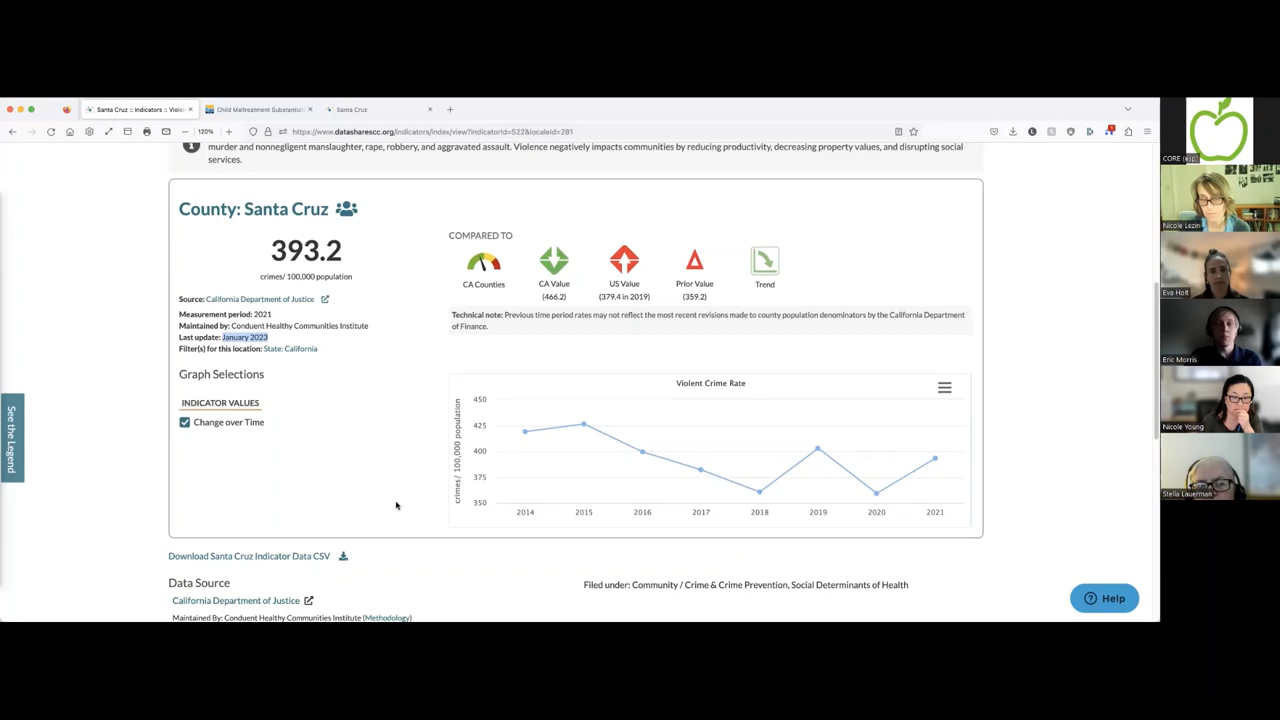 Santa Cruz :: Indicators :: Violen
Child Maltreatment Substantiati
Santa Cruz
120%
https://www.datasharescc.org/indicators/index/view?indicatorId=522&localeId=281
murder and nonnegligent manslaughter, rape, robbery, and aggravated assault. Violence negatively impacts communities by reducing productivity, decreasing property values, and disrupting social
services.
County: Santa Cruz
393.2
crimes/ 100,000 population
Source: California Department of Justice
Measurement period: 2021
Maintained by: Conduent Healthy Communities Institute
Last update: January 2023
Filter(s) for this location: State: California
COMPARED TO
CA Counties
CA Value
(466.2)
US Value
(379.4 in 2019)
Prior Value
(359.2)
Trend
Technical note: Previous time period rates may not reflect the most recent revisions made to county population denominators by the California Department
of Finance.
Graph Selections
INDICATOR VALUES
Change over Time
Violent Crime Rate
crimes/ 100,000 population
450
425
400
375
350
2014 2015 2016 2017 2018 2019 2020 2021
See the Legend
Download Santa Cruz Indicator Data CSV
Data Source
California Department of Justice
Maintained By: Conduent Healthy Communities Institute (Methodology)
Filed under: Community / Crime & Crime Prevention, Social Determinants of Health
Help
CORE (
Nicole Lezin
Eva Holt
Eric Morris
Nicole Young
Stella Lauerman